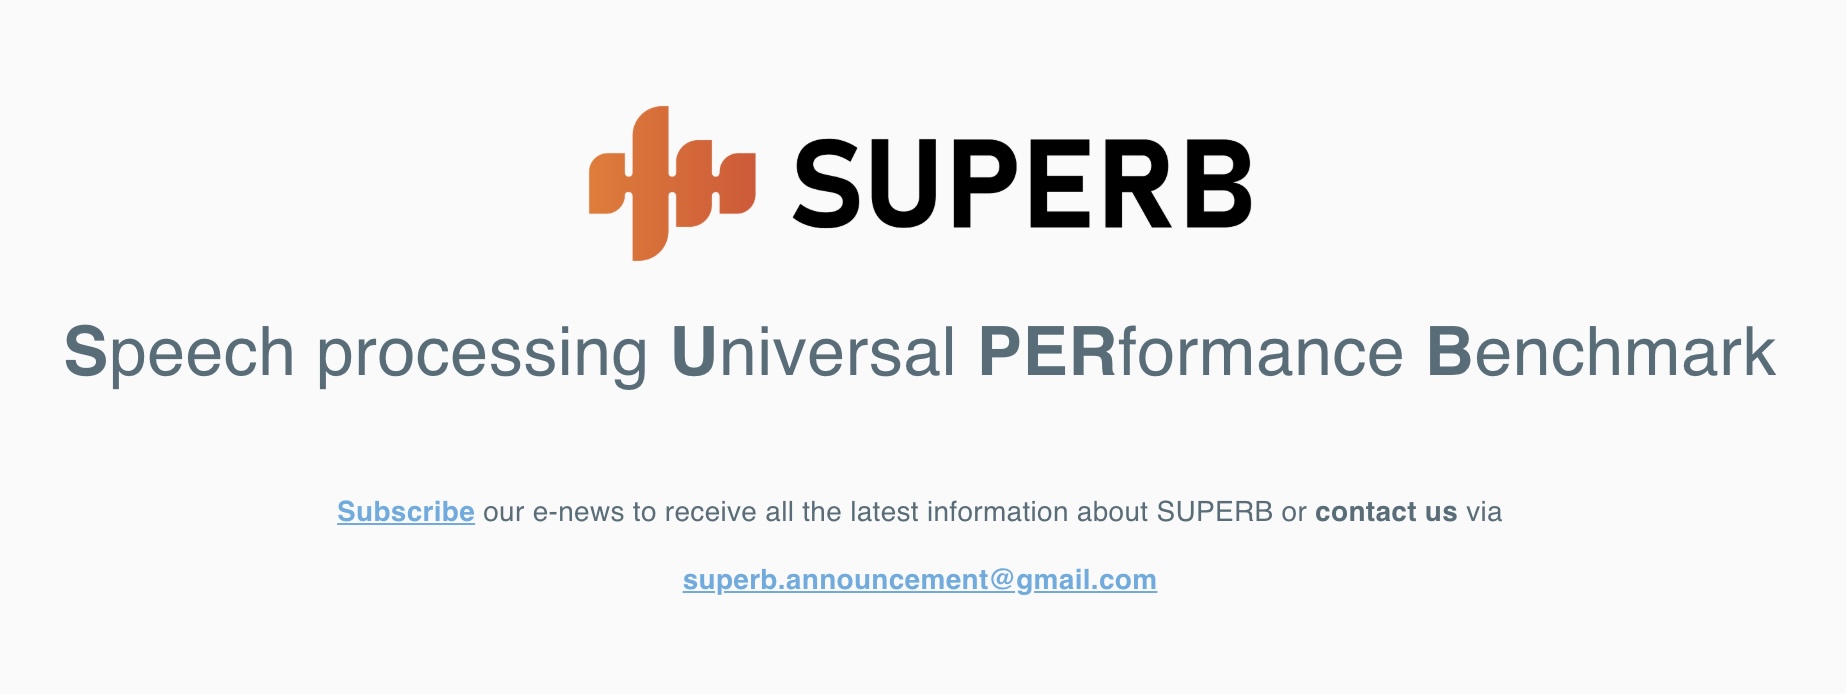 SUPERB
Speech processing Universal PERformance Benchmark
Subscribe our e-news to receive all the latest information about SUPERB or contact us via
superb.announcement@gmail.com